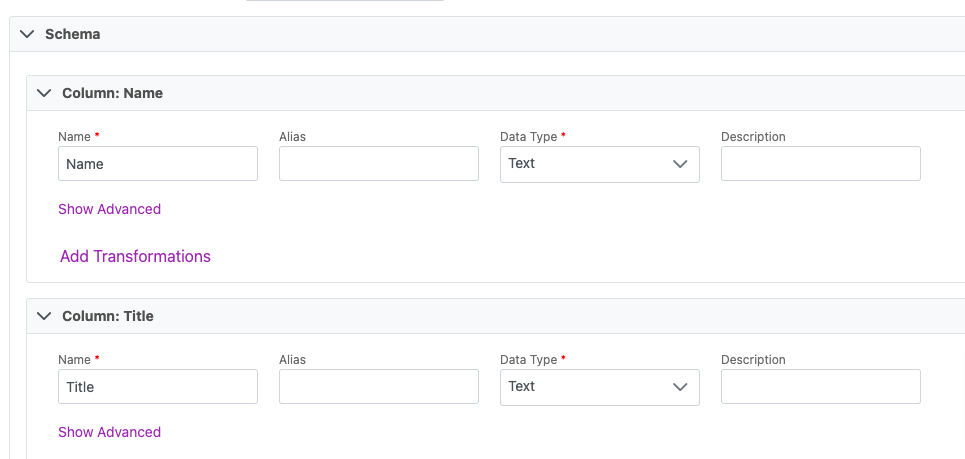 Schema
Column: Name
Name * Alias Data Type * Description
Name Text
Show Advanced
Add Transformations
Column: Title
Name * Alias Data Type * Description
Title Text
Show Advanced